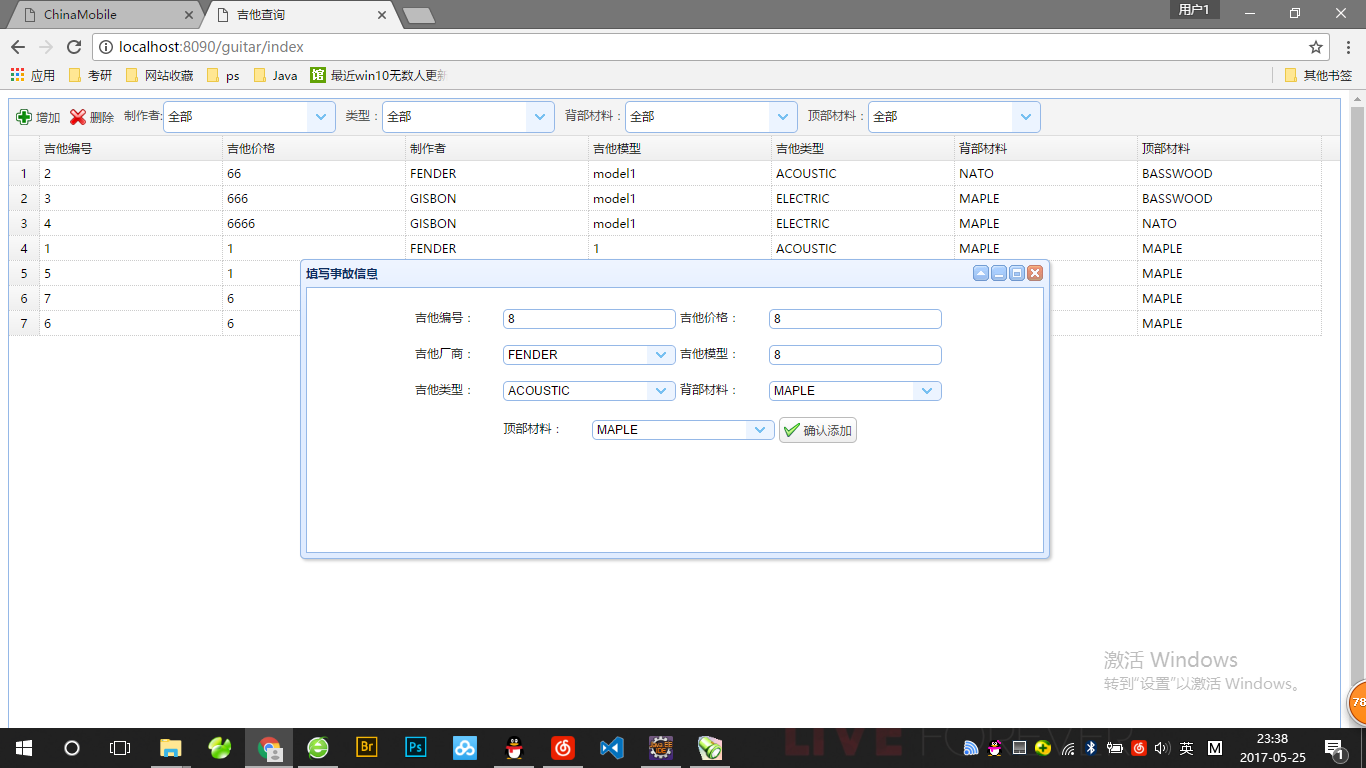 ChinaMobile
吉他查询
用户1
localhost:8090/guitar/index
应用 考研 网站收藏 ps Java 最近win10无数人更新 其他书签
增加 删除 制作者: 全部 类型： 全部 背部材料： 全部 顶部材料： 全部
吉他编号 吉他价格 制作者 吉他模型 吉他类型 背部材料 顶部材料
1 2 66 FENDER model1 ACOUSTIC NATO BASSWOOD
2 3 666 GISBON model1 ELECTRIC MAPLE BASSWOOD
3 4 6666 GISBON model1 ELECTRIC MAPLE NATO
4 1 1 FENDER 1 ACOUSTIC MAPLE MAPLE
5 5 1 MAPLE
6 7 6 MAPLE
7 6 6 MAPLE
填写事故信息
吉他编号： 8 吉他价格： 8
吉他厂商： FENDER 吉他模型： 8
吉他类型： ACOUSTIC 背部材料： MAPLE
顶部材料： MAPLE 确认添加
激活 Windows
转到"设置"以激活 Windows。
78
Br Ps LIVE FOREVER 英 M 23:38
2017-05-25 1